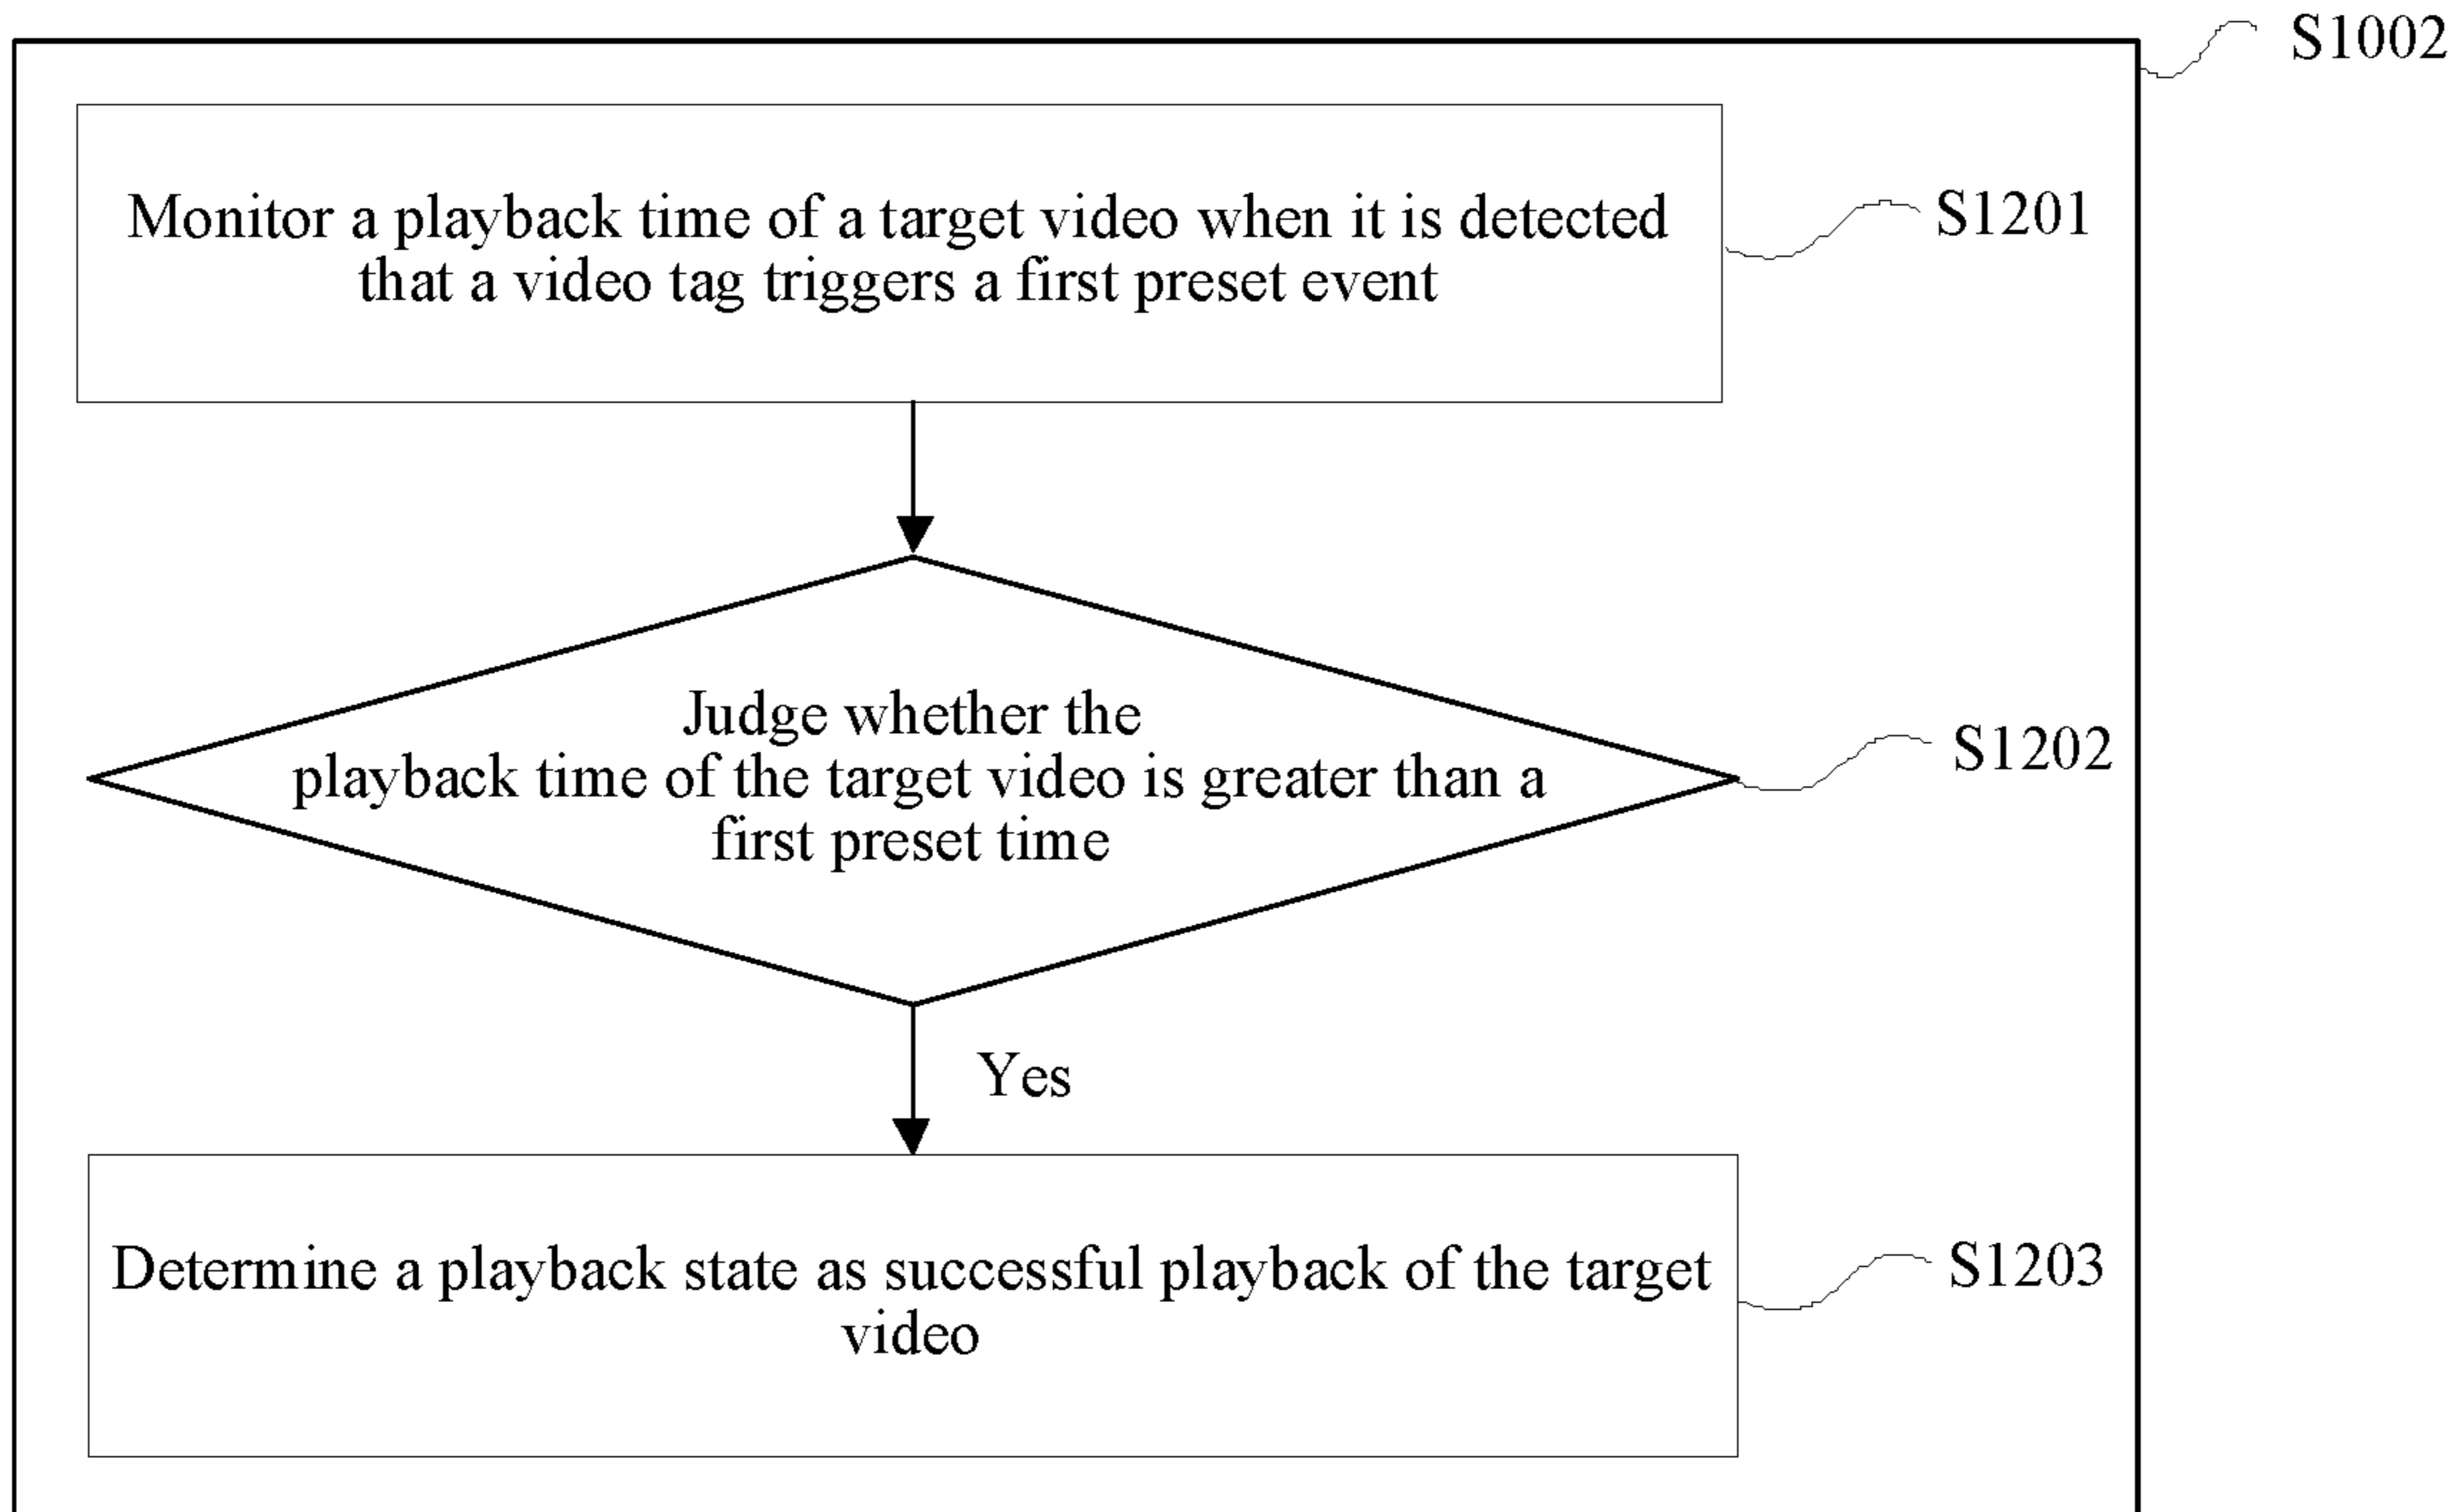 S1002
Monitor a playback time of a target video when it is detected
that a video tag triggers a first preset event
S1201
Judge whether the
playback time of the target video is greater than a
first preset time
S1202
Yes
Determine a playback state as successful playback of the target
video
S1203